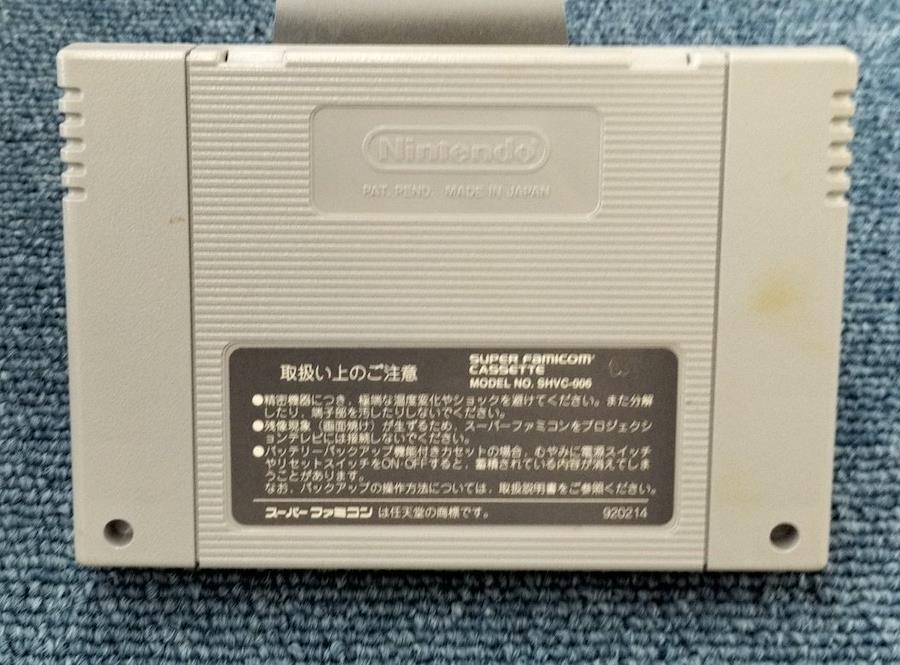 Nintendo
PAT. PEND. MADE IN JAPAN
取扱い上のご注意
SUPER FAMICOM
CASSETTE
MODEL NO. SHVC-006
●精密機器につき，極端な温度変化やショックを避けてください。また分解
したり，端子部を汚したりしないでください。
●残像現象（画面焼け）が生ずるため，スーパーファミコンをプロジェクシ
ョンテレビには接続しないでください。
●バッテリーバックアップ機能付きカセットの場合，むやみに電源スイッチ
やリセットスイッチをON・OFFすると，蓄積されている内容が消えてしま
うことがあります。
なお，バックアップの操作方法については，取扱説明書をご参照ください。
スーパーファミコン は任天堂の商標です。
920214